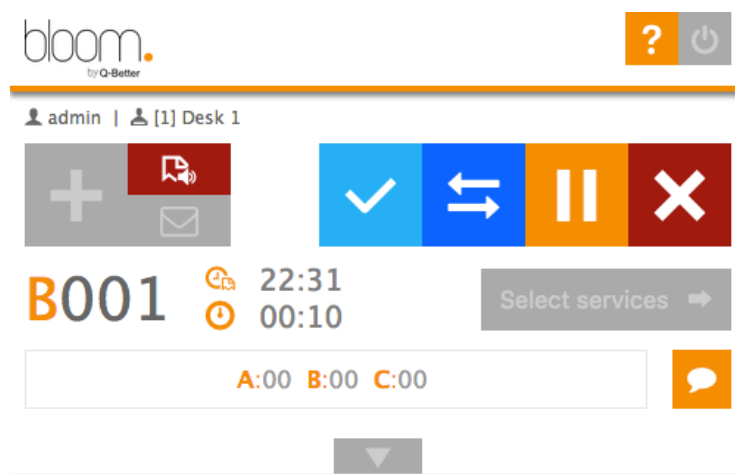 bloom.
by Q-Better
?
admin | [1] Desk 1
B001
22:31
00:10
Select services
A:00 B:00 C:00